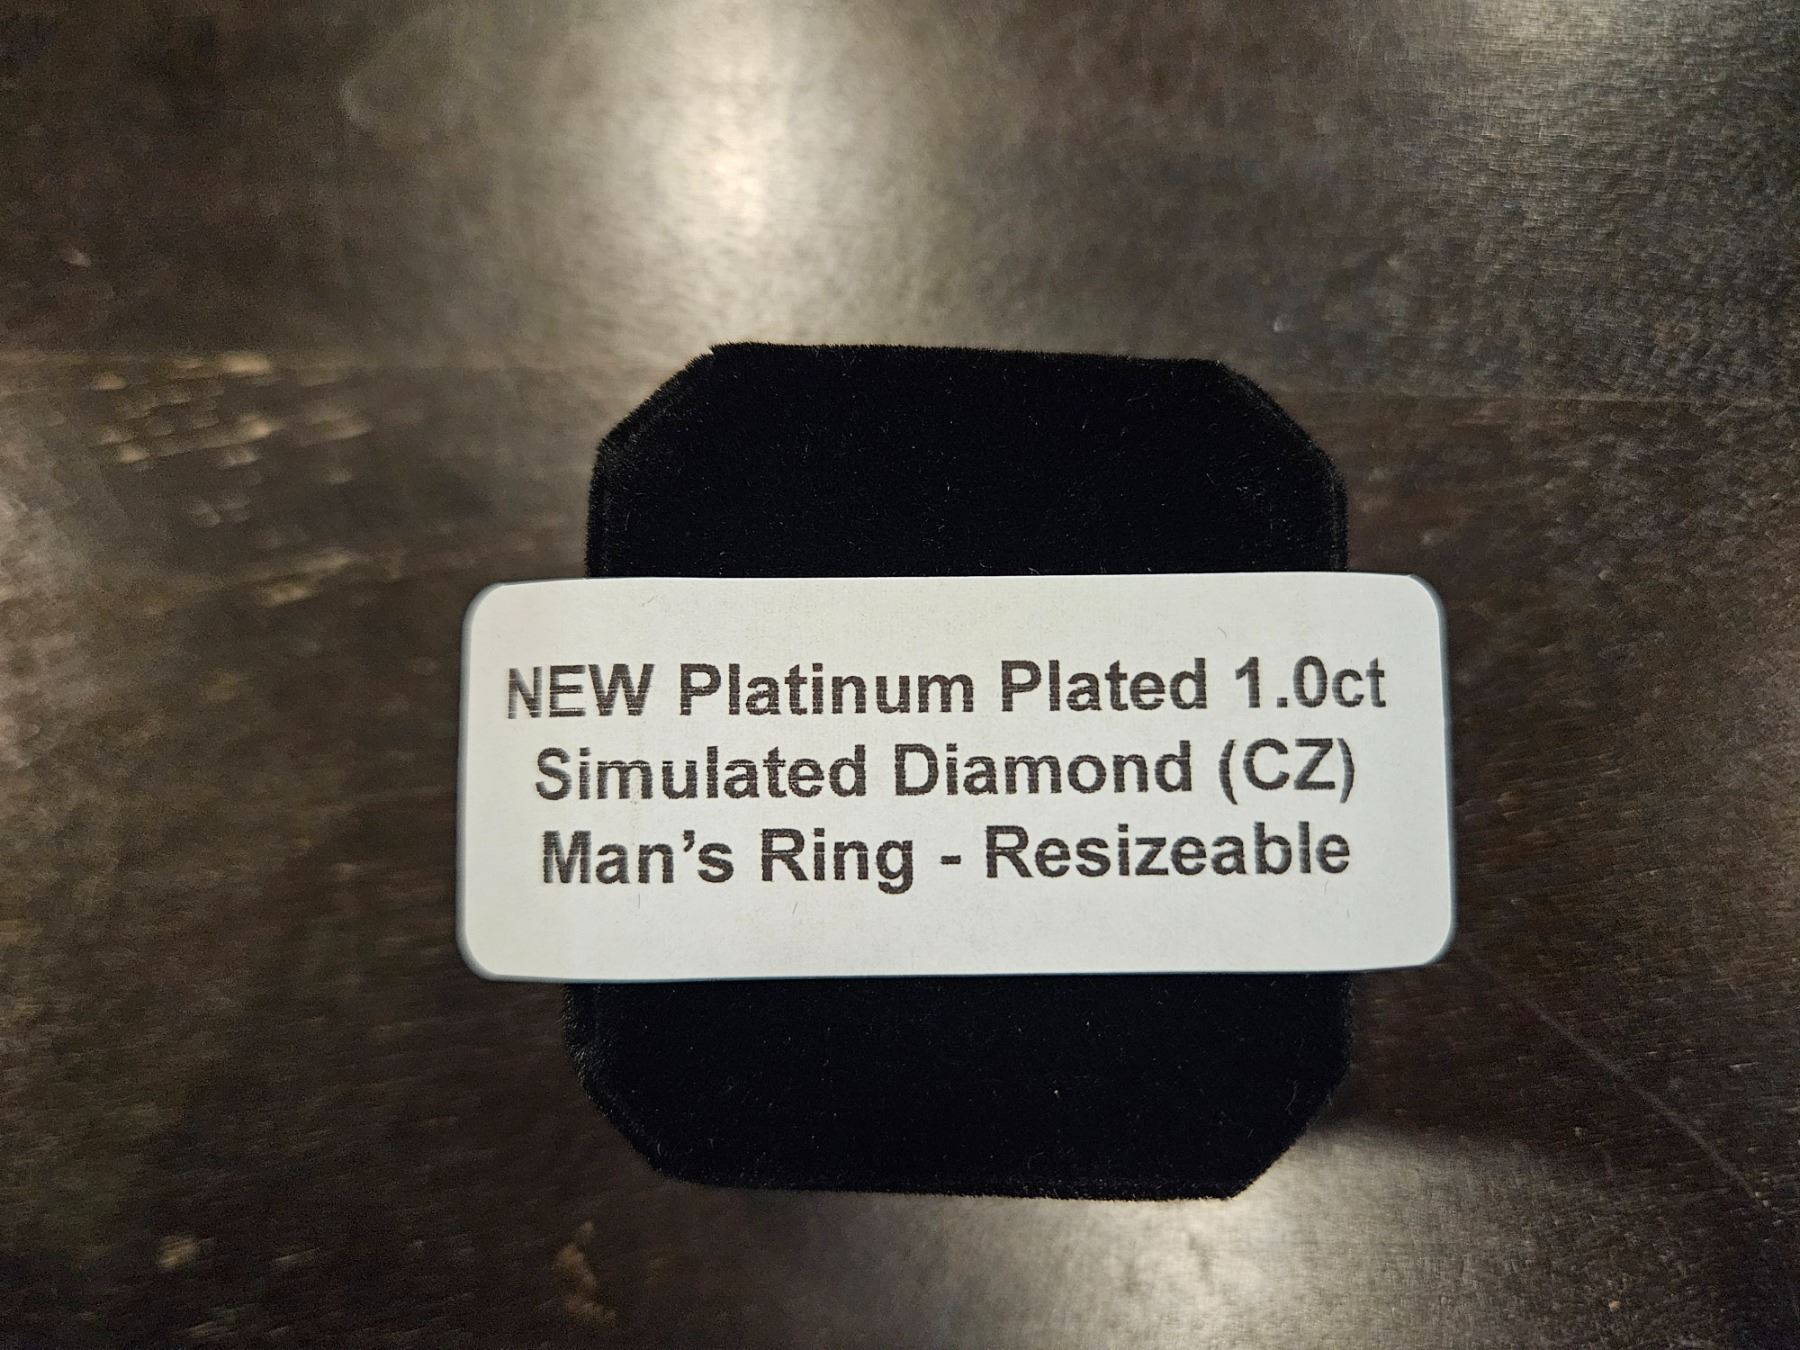 NEW Platinum Plated 1.0ct
Simulated Diamond (CZ)
Man’s Ring - Resizeable